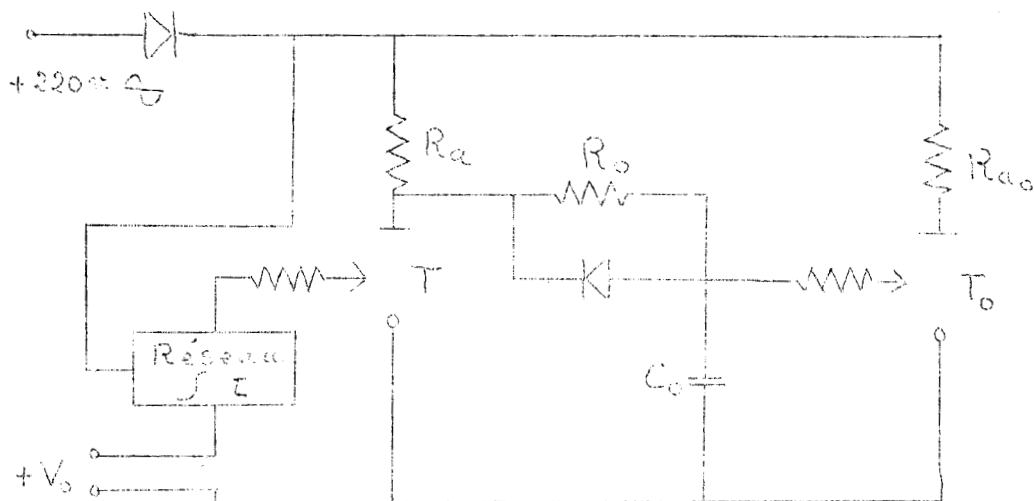 +220~
Ra
Ro
Rao
T
To
Réseau
∫ τ
Co
+ Vo